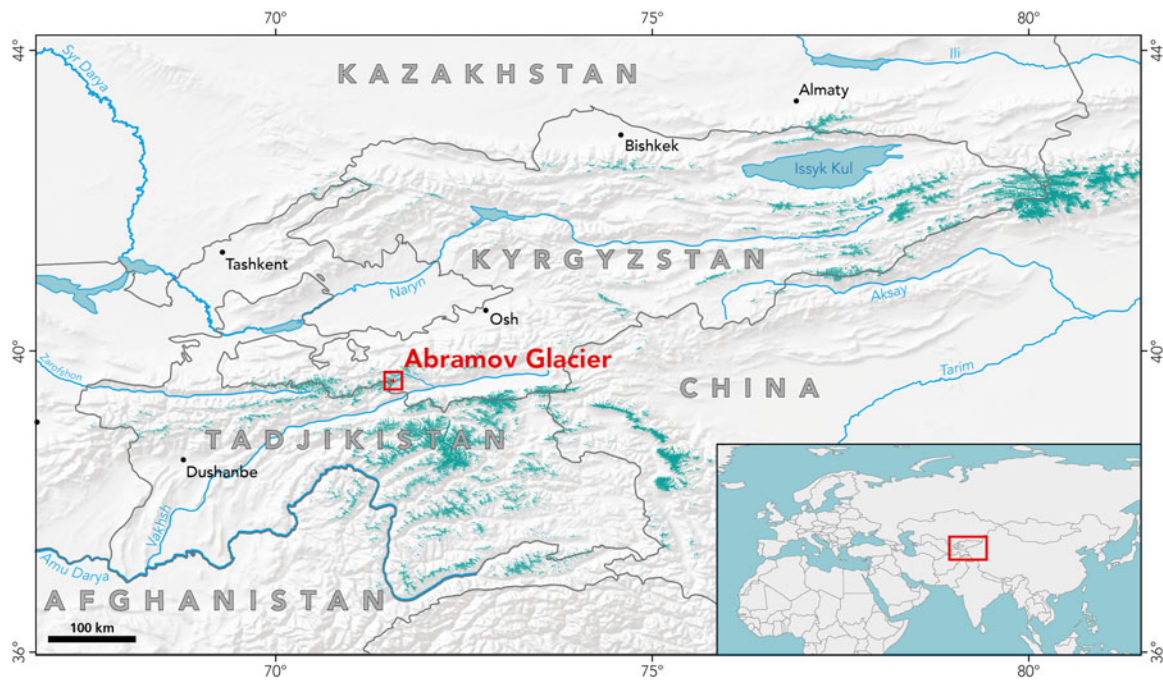 70°
75°
80°
44°
44°
Syr Darya
KAZAKHSTAN
Ili
Almaty
Bishkek
Issyk Kul
Tashkent
KYRGYZSTAN
Naryn
Aksay
Osh
40°
40°
Abramov Glacier
Zarofshon
CHINA
Tarim
TADJIKISTAN
Dushanbe
Vakhsh
Amu Darya
AFGHANISTAN
100 km
36°
36°
70°
75°
80°